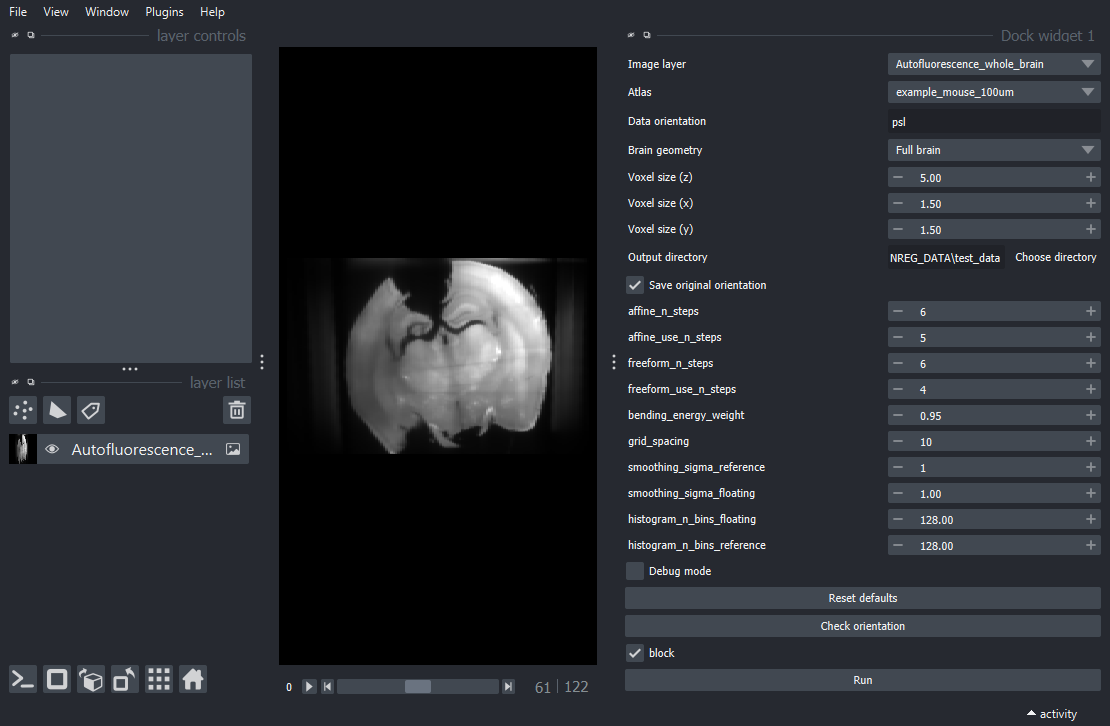 File View Window Plugins Help
layer controls
layer list
Autofluorescence_...
0 61 122
Dock widget 1
Image layer Autofluorescence_whole_brain
Atlas example_mouse_100um
Data orientation psl
Brain geometry Full brain
Voxel size (z) 5.00
Voxel size (x) 1.50
Voxel size (y) 1.50
Output directory NREG_DATA\test_data Choose directory
Save original orientation
affine_n_steps 6
affine_use_n_steps 5
freeform_n_steps 6
freeform_use_n_steps 4
bending_energy_weight 0.95
grid_spacing 10
smoothing_sigma_reference 1
smoothing_sigma_floating 1.00
histogram_n_bins_floating 128.00
histogram_n_bins_reference 128.00
Debug mode
Reset defaults
Check orientation
block
Run
activity